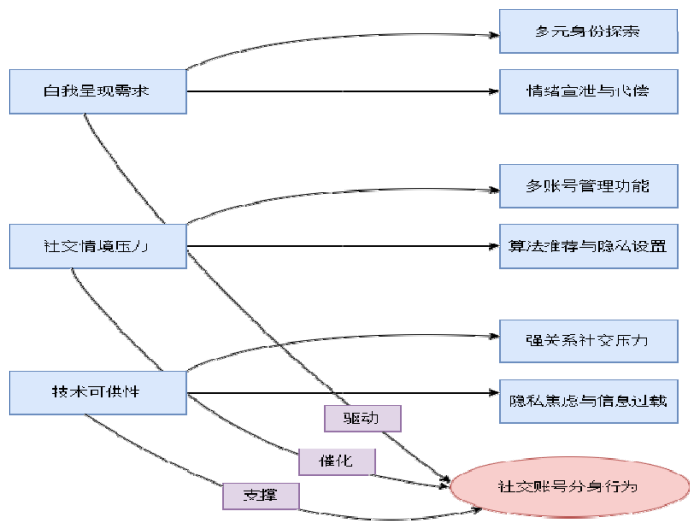 多元身份探索
自我呈现需求
情绪宣泄与代偿
多账号管理功能
社交情境压力
算法推荐与隐私设置
强关系社交压力
技术可供性
隐私焦虑与信息过载
驱动
催化
支撑
社交账号分身行为